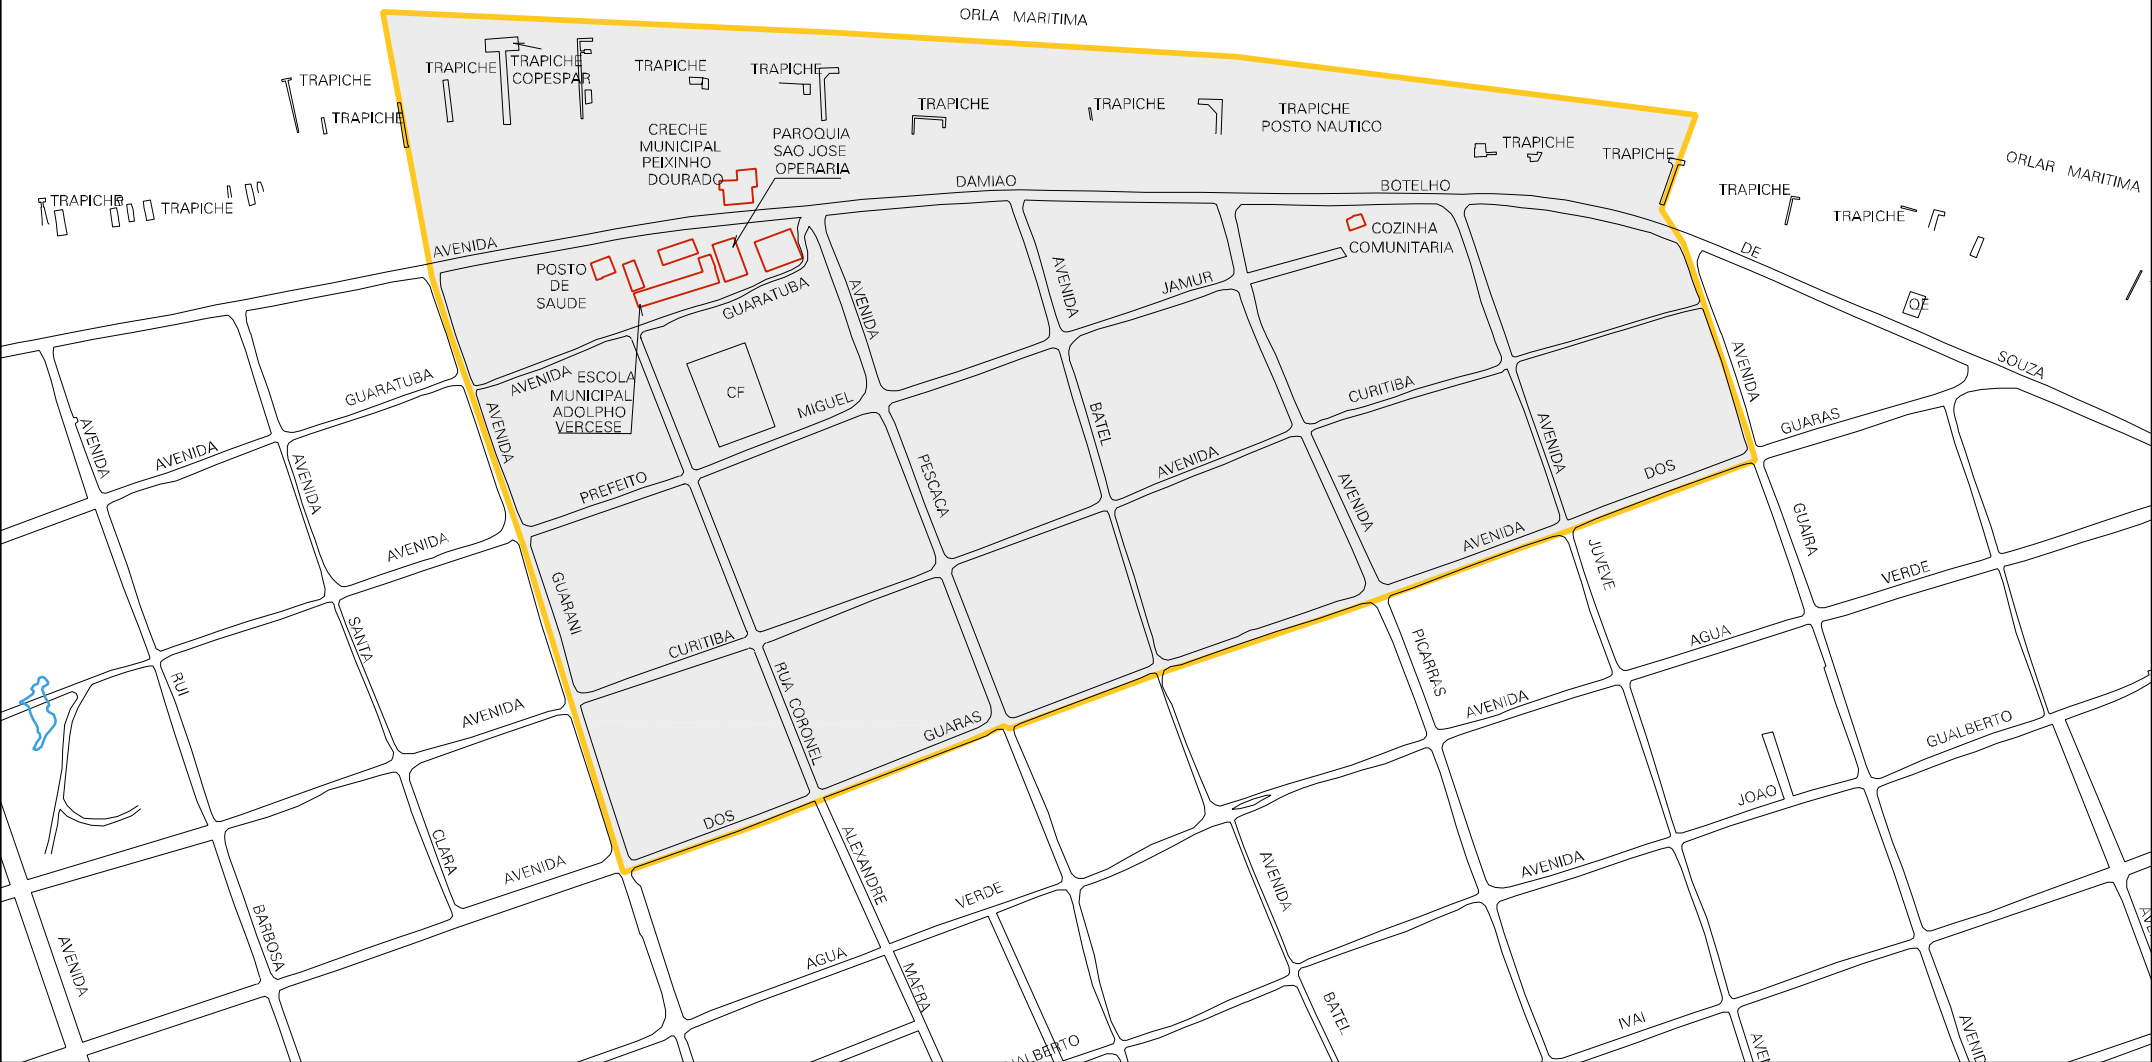 ORLA MARITIMA
TRAPICHE
TRAPICHE
TRAPICHE
TRAPICHE
COPESPAR
TRAPICHE
TRAPICHE
TRAPICHE
TRAPICHE
TRAPICHE
POSTO NAUTICO
TRAPICHE
TRAPICHE
ORLAR MARITIMA
TRAPICHE
TRAPICHE
TRAPICHE
TRAPICHE
CRECHE
MUNICIPAL
PEIXINHO
DOURADO
PAROQUIA
SAO JOSE
OPERARIA
AVENIDA
DAMIAO
BOTELHO
DE
SOUZA
POSTO
DE
SAUDE
COZINHA
COMUNITARIA
GUARATUBA
AVENIDA
AVENIDA
JAMUR
AVENIDA
GUARATUBA
AVENIDA
ESCOLA
MUNICIPAL
ADOLPHO
VERCESE
CF
MIGUEL
CURITIBA
BATEL
GUARAS
AVENIDA
AVENIDA
AVENIDA
AVENIDA
AVENIDA
PREFEITO
PESCACA
AVENIDA
AVENIDA
AVENIDA
DOS
AVENIDA
AVENIDA
GUAIRA
JUVEVE
VERDE
GUARANI
SANTA
CURITIBA
RUI
RUA CORONEL
PICARRAS
AGUA
AVENIDA
GUARAS
AVENIDA
GUALBERTO
JOAO
DOS
CLARA
AVENIDA
ALEXANDRE
VERDE
AVENIDA
AVENIDA
BARBOSA
AVENIDA
AGUA
MAFRA
BATEL
IVAI